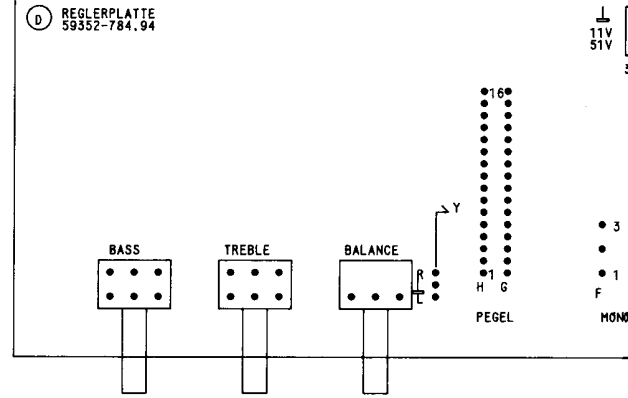 D REGLERPLATTE
59352-784.94
11V
51V
16
Y
3
BASS TREBLE BALANCE
R
L
1 1
H G F
PEGEL